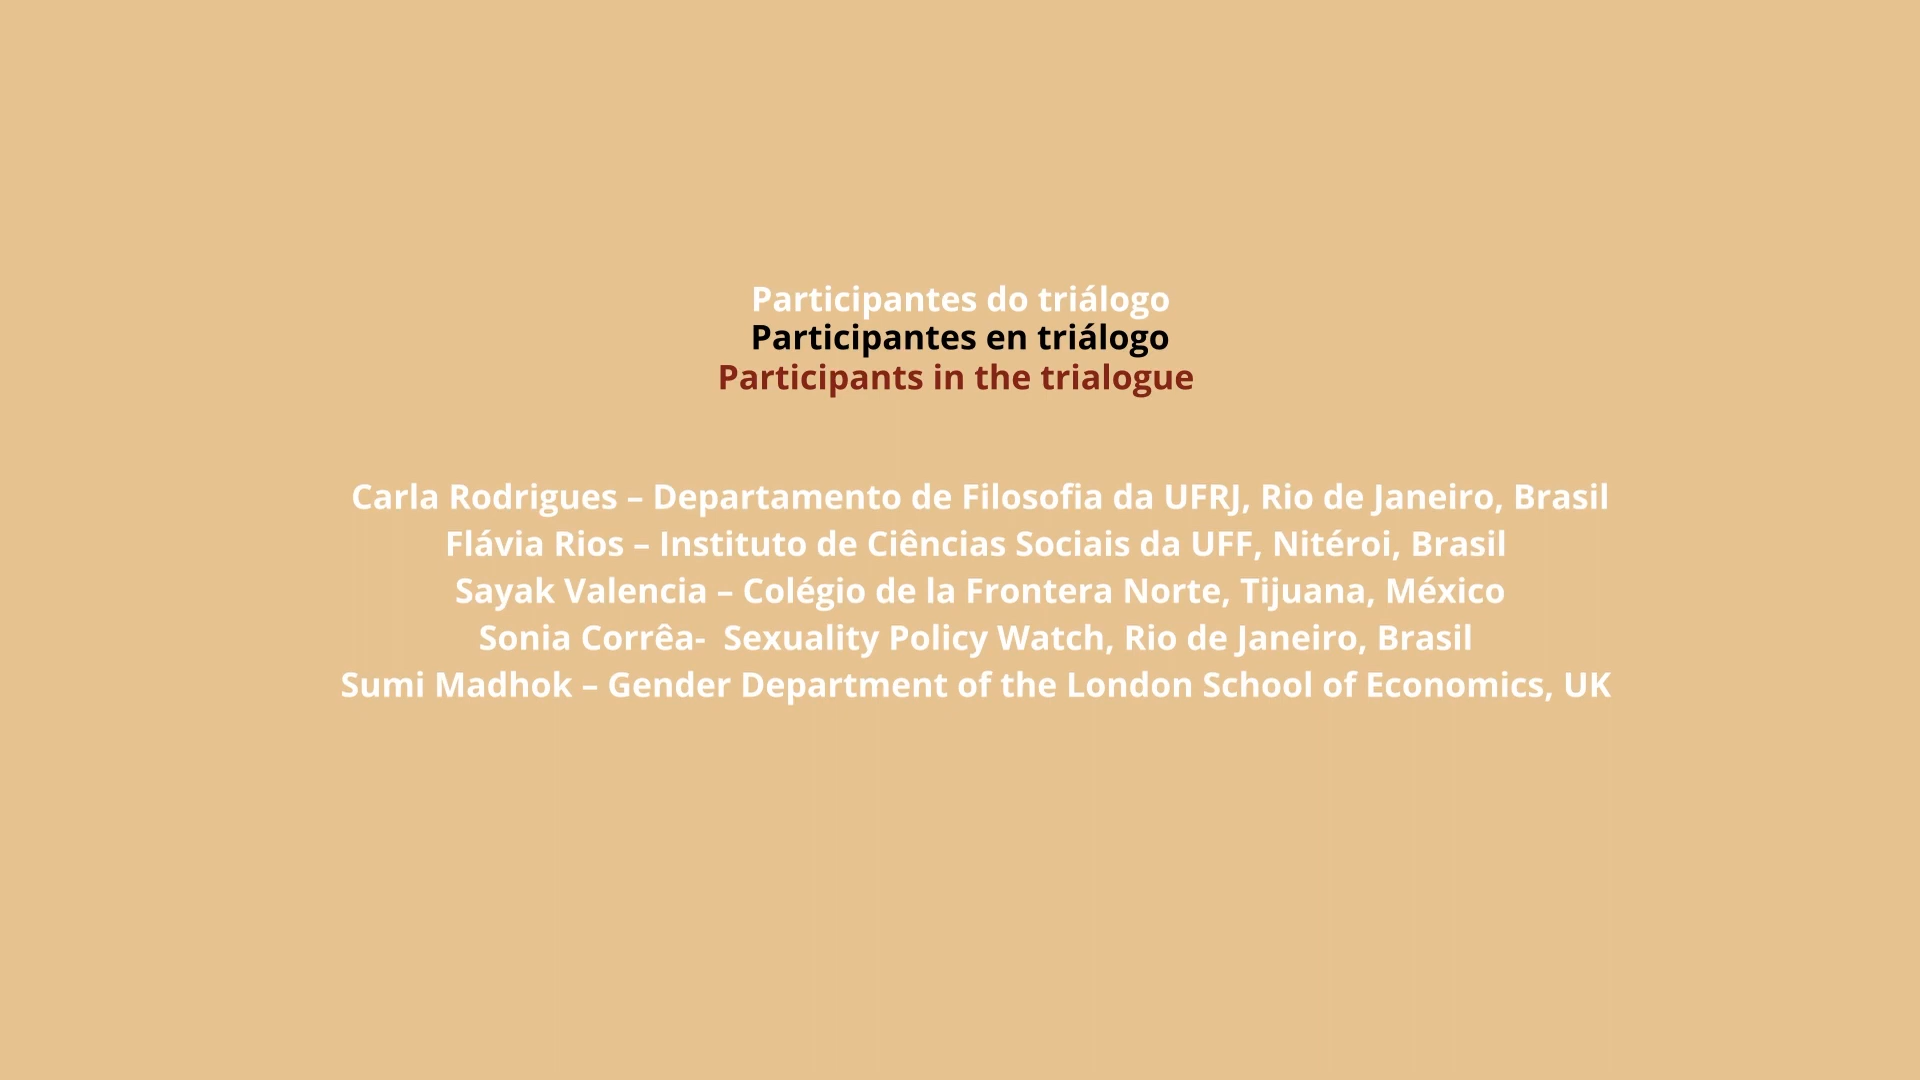 Participantes do triálogo
Participantes en triálogo
Participants in the trialogue
Carla Rodrigues – Departamento de Filosofia da UFRJ, Rio de Janeiro, Brasil
Flávia Rios – Instituto de Ciências Sociais da UFF, Nitéroi, Brasil
Sayak Valencia – Colégio de la Frontera Norte, Tijuana, México
Sonia Corrêa-  Sexuality Policy Watch, Rio de Janeiro, Brasil
Sumi Madhok – Gender Department of the London School of Economics, UK